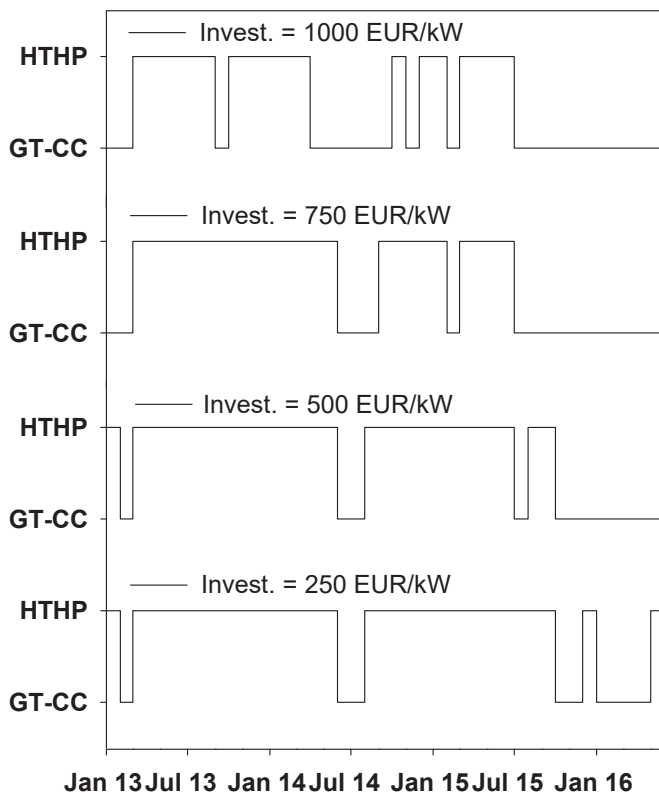 Invest. = 1000 EUR/kW
HTHP
GT-CC
Invest. = 750 EUR/kW
HTHP
GT-CC
Invest. = 500 EUR/kW
HTHP
GT-CC
Invest. = 250 EUR/kW
HTHP
GT-CC
Jan 13 Jul 13 Jan 14 Jul 14 Jan 15 Jul 15 Jan 16